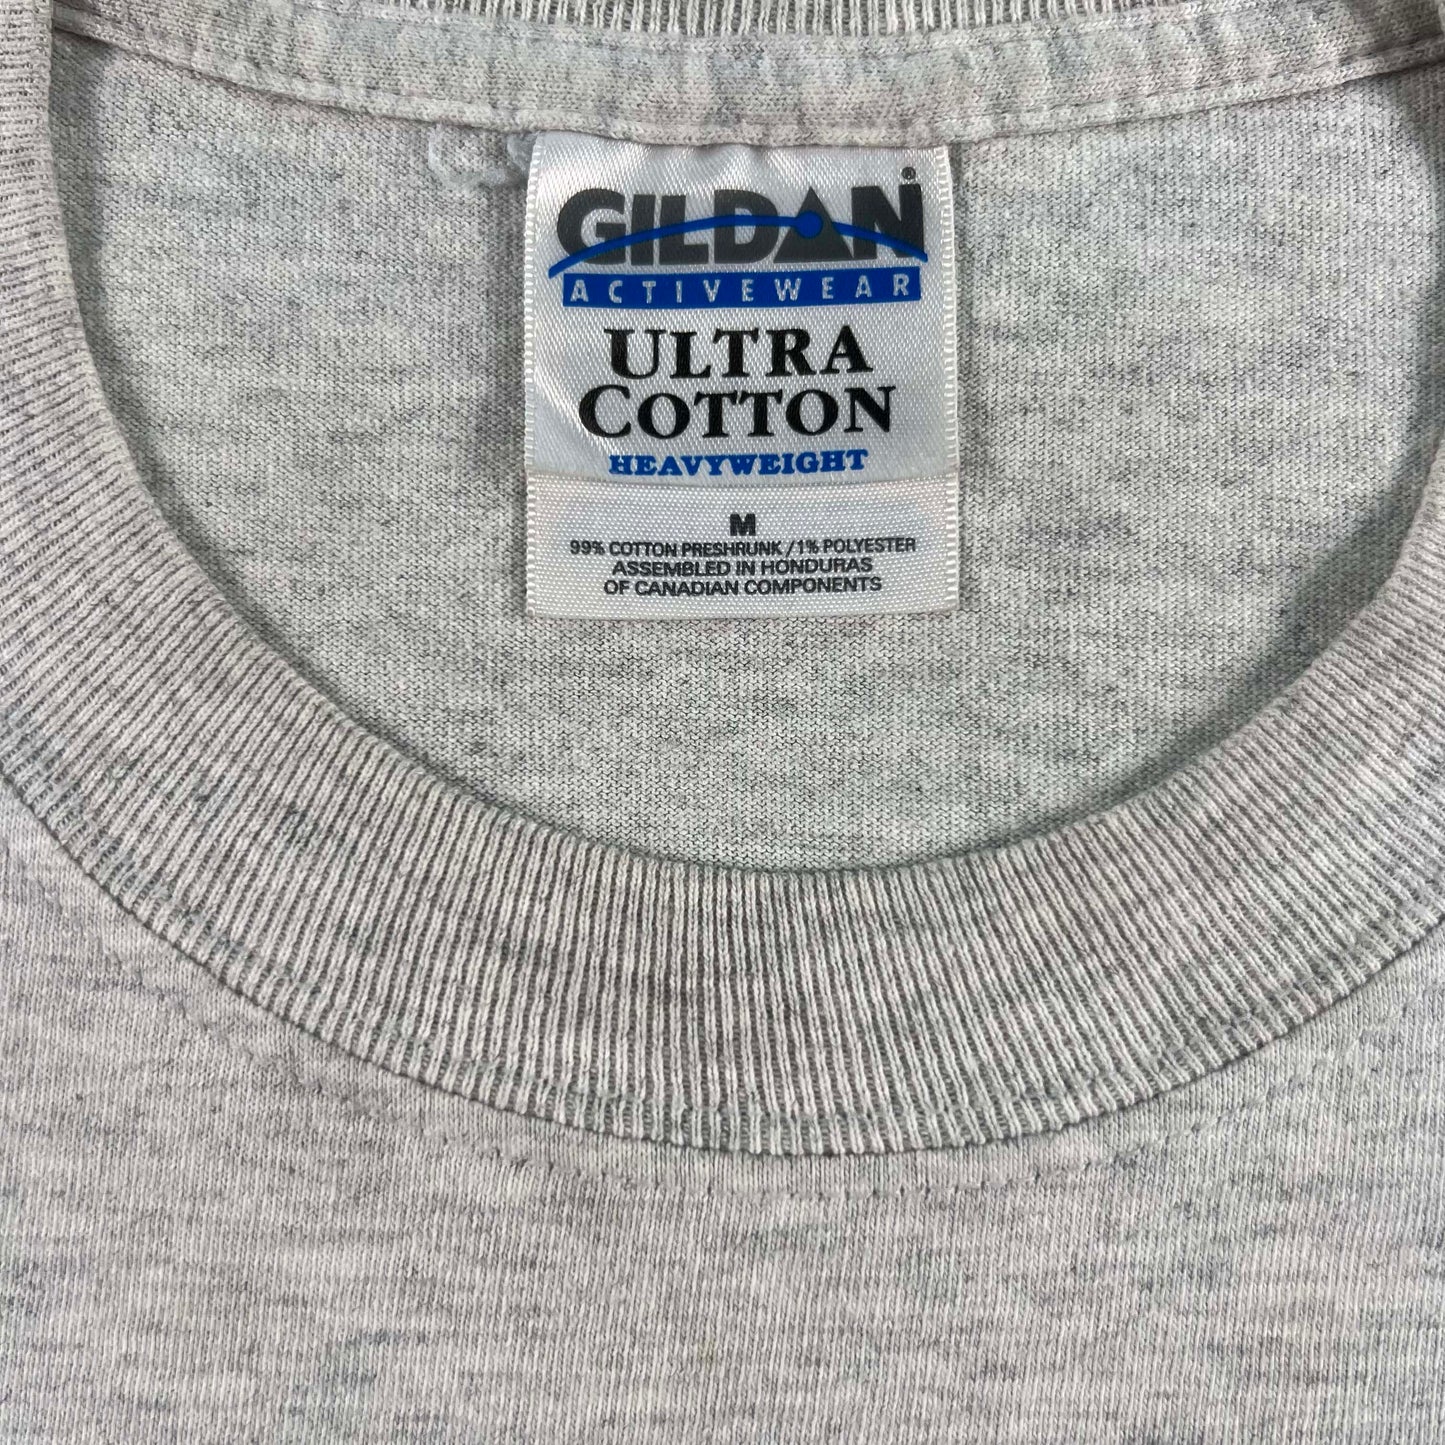 GILDAN®
ACTIVEWEAR
ULTRA
COTTON
HEAVYWEIGHT
M
99% COTTON PRESHRUNK / 1% POLYESTER
ASSEMBLED IN HONDURAS
OF CANADIAN COMPONENTS